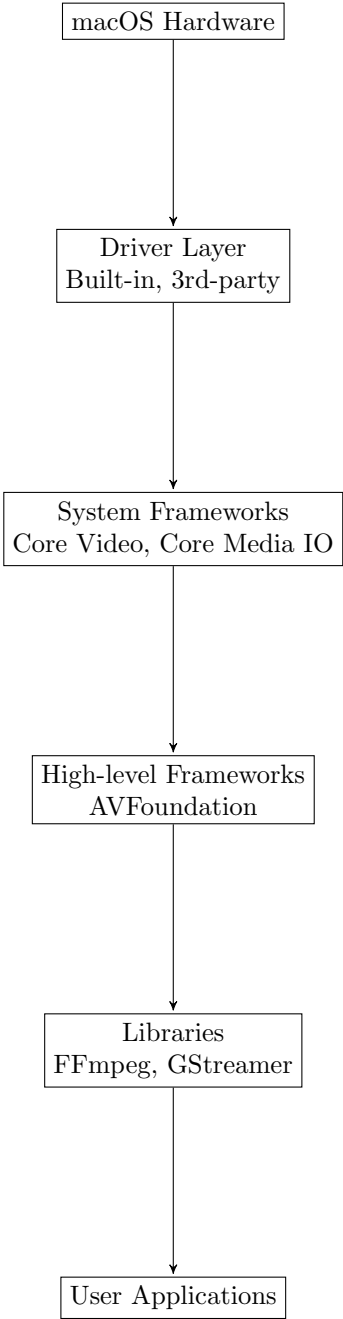 macOS Hardware
Driver Layer
Built-in, 3rd-party
System Frameworks
Core Video, Core Media IO
High-level Frameworks
AVFoundation
Libraries
FFmpeg, GStreamer
User Applications